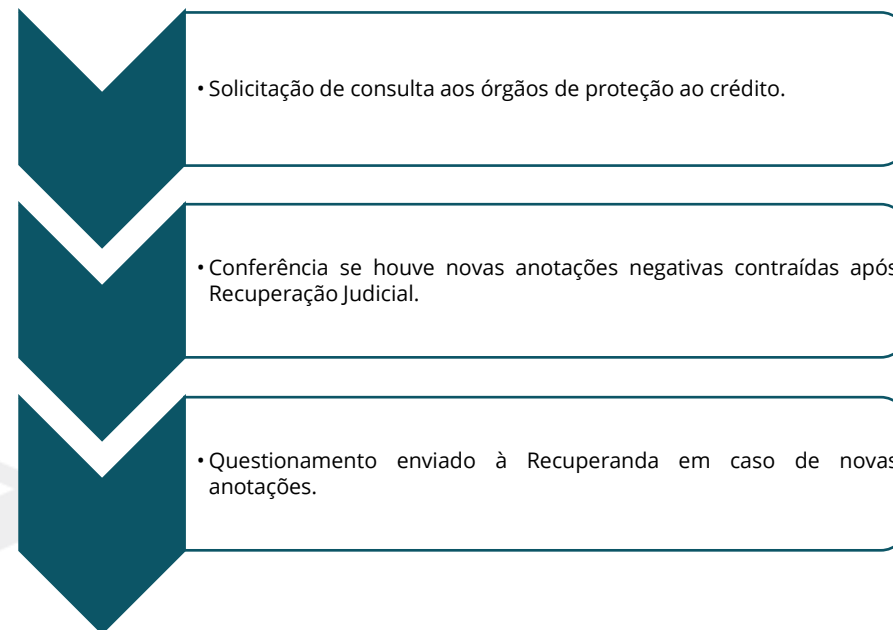 • Solicitação de consulta aos órgãos de proteção ao crédito.
• Conferência se houve novas anotações negativas contraídas após
Recuperação Judicial.
• Questionamento enviado à Recuperanda em caso de novas
anotações.